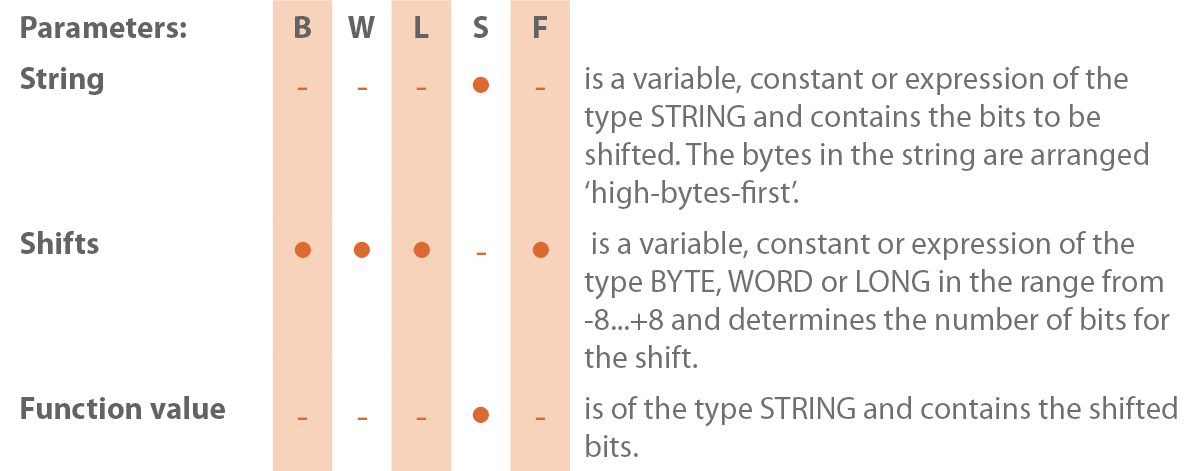 Parameters: B W L S F
String - - - ● - is a variable, constant or expression of the
type STRING and contains the bits to be
shifted. The bytes in the string are arranged
‘high-bytes-first’.
Shifts ● ● ● - ● is a variable, constant or expression of the
type BYTE, WORD or LONG in the range from
-8...+8 and determines the number of bits for
the shift.
Function value - - - ● - is of the type STRING and contains the shifted
bits.